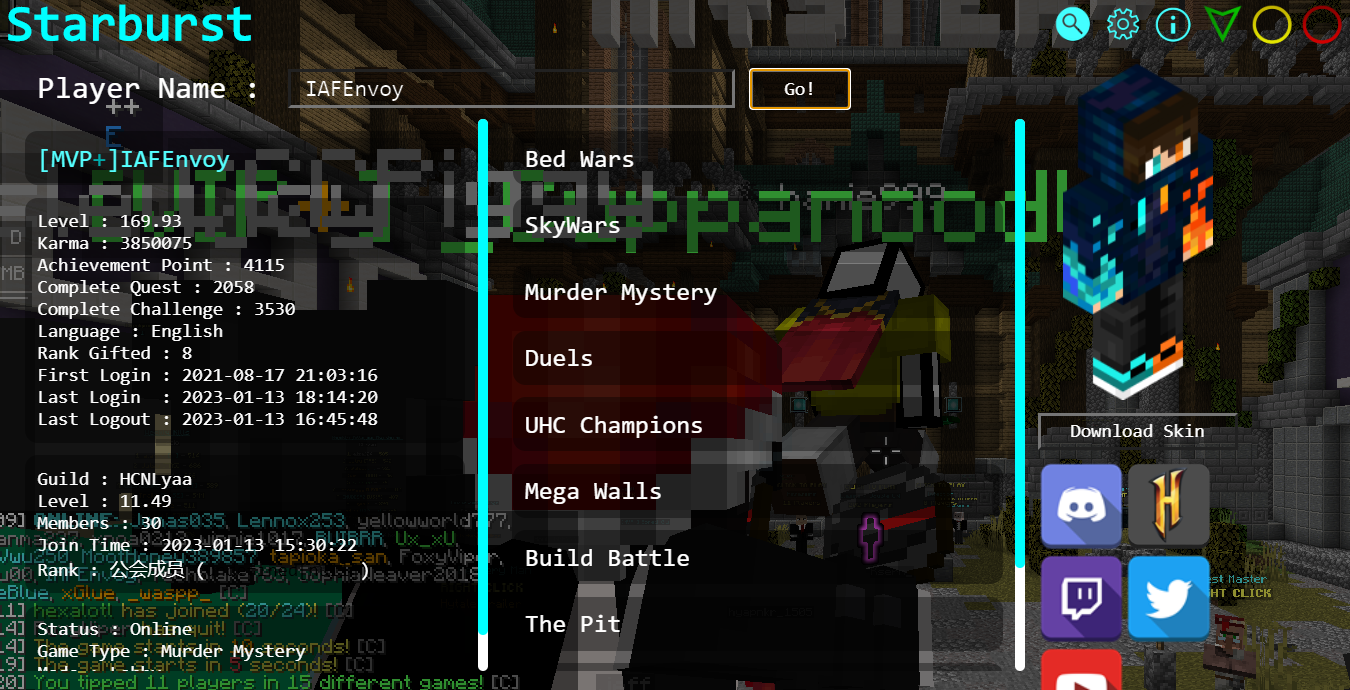 Starburst
Player Name :
IAFEnvoy
Go!
[MVP+]IAFEnvoy
Level : 169.93
Karma : 3850075
Achievement Point : 4115
Complete Quest : 2058
Complete Challenge : 3530
Language : English
Rank Gifted : 8
First Login : 2021-08-17 21:03:16
Last Login : 2023-01-13 18:14:20
Last Logout : 2023-01-13 16:45:48
Guild : HCNLyaa
Level : 11.49
Members : 30
Join Time : 2023-01-13 15:30:22
Rank : 公会成员 ( )
Status : Online
Game Type : Murder Mystery
Bed Wars
SkyWars
Murder Mystery
Duels
UHC Champions
Mega Walls
Build Battle
The Pit
Download Skin
Lennox253, yellowworld777,
hexalotl has joined (20/24)! [C]
The game starts in 5 seconds! [C]
You tipped 11 players in 15 different games! [C]